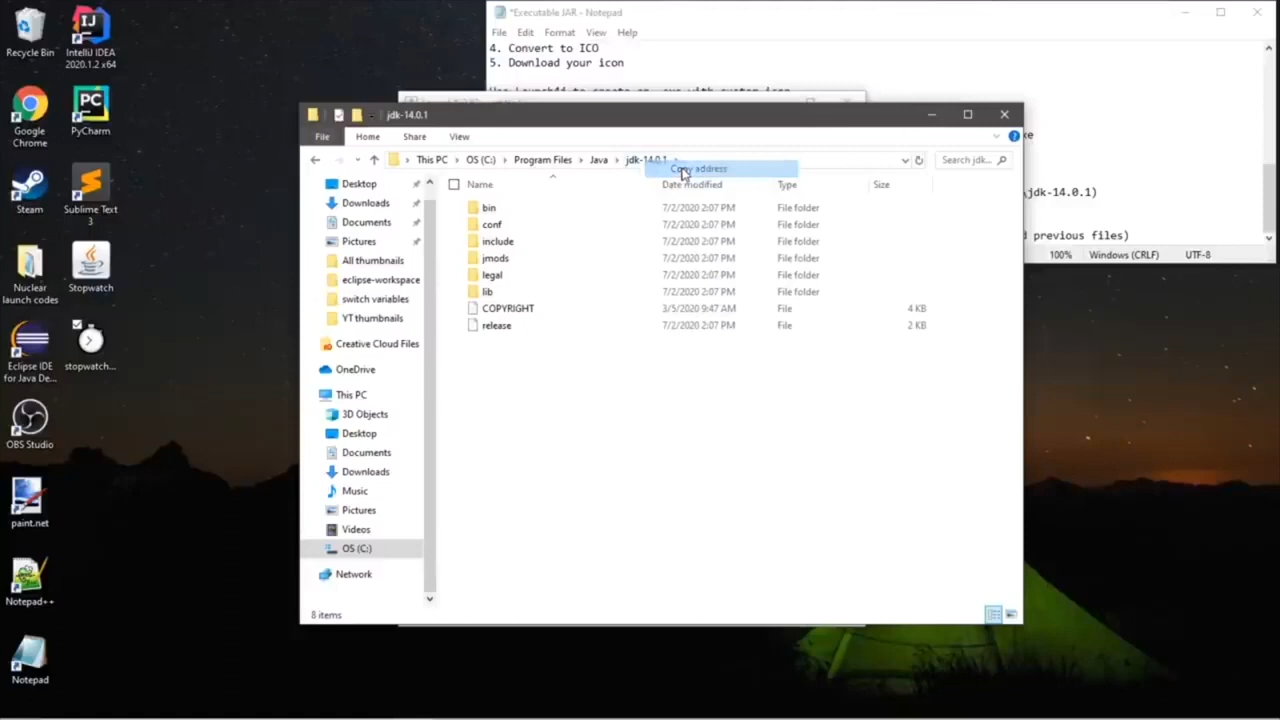 Recycle Bin
IntelliJ IDEA
2020.1.2 x64
Google
Chrome
PyCharm
Steam
Sublime Text
3
Nuclear
launch codes
Stopwatch
Eclipse IDE
for Java De...
stopwatch...
OBS Studio
paint.net
Notepad++
Notepad
*Executable JAR - Notepad
File Edit Format View Help
4. Convert to ICO
5. Download your icon
\jdk-14.0.1)
d previous files)
100% Windows (CRLF) UTF-8
jdk-14.0.1
File Home Share View
This PC OS (C:) Program Files Java jdk-14.0.1
Search jdk...
Copy address
Name Date modified Type Size
bin 7/2/2020 2:07 PM File folder
conf 7/2/2020 2:07 PM File folder
include 7/2/2020 2:07 PM File folder
jmods 7/2/2020 2:07 PM File folder
legal 7/2/2020 2:07 PM File folder
lib 7/2/2020 2:07 PM File folder
COPYRIGHT 3/5/2020 9:47 AM File 4 KB
release 7/2/2020 2:07 PM File 2 KB
Desktop
Downloads
Documents
Pictures
All thumbnails
eclipse-workspace
switch variables
YT thumbnails
Creative Cloud Files
OneDrive
This PC
3D Objects
Desktop
Documents
Downloads
Music
Pictures
Videos
OS (C:)
Network
8 items